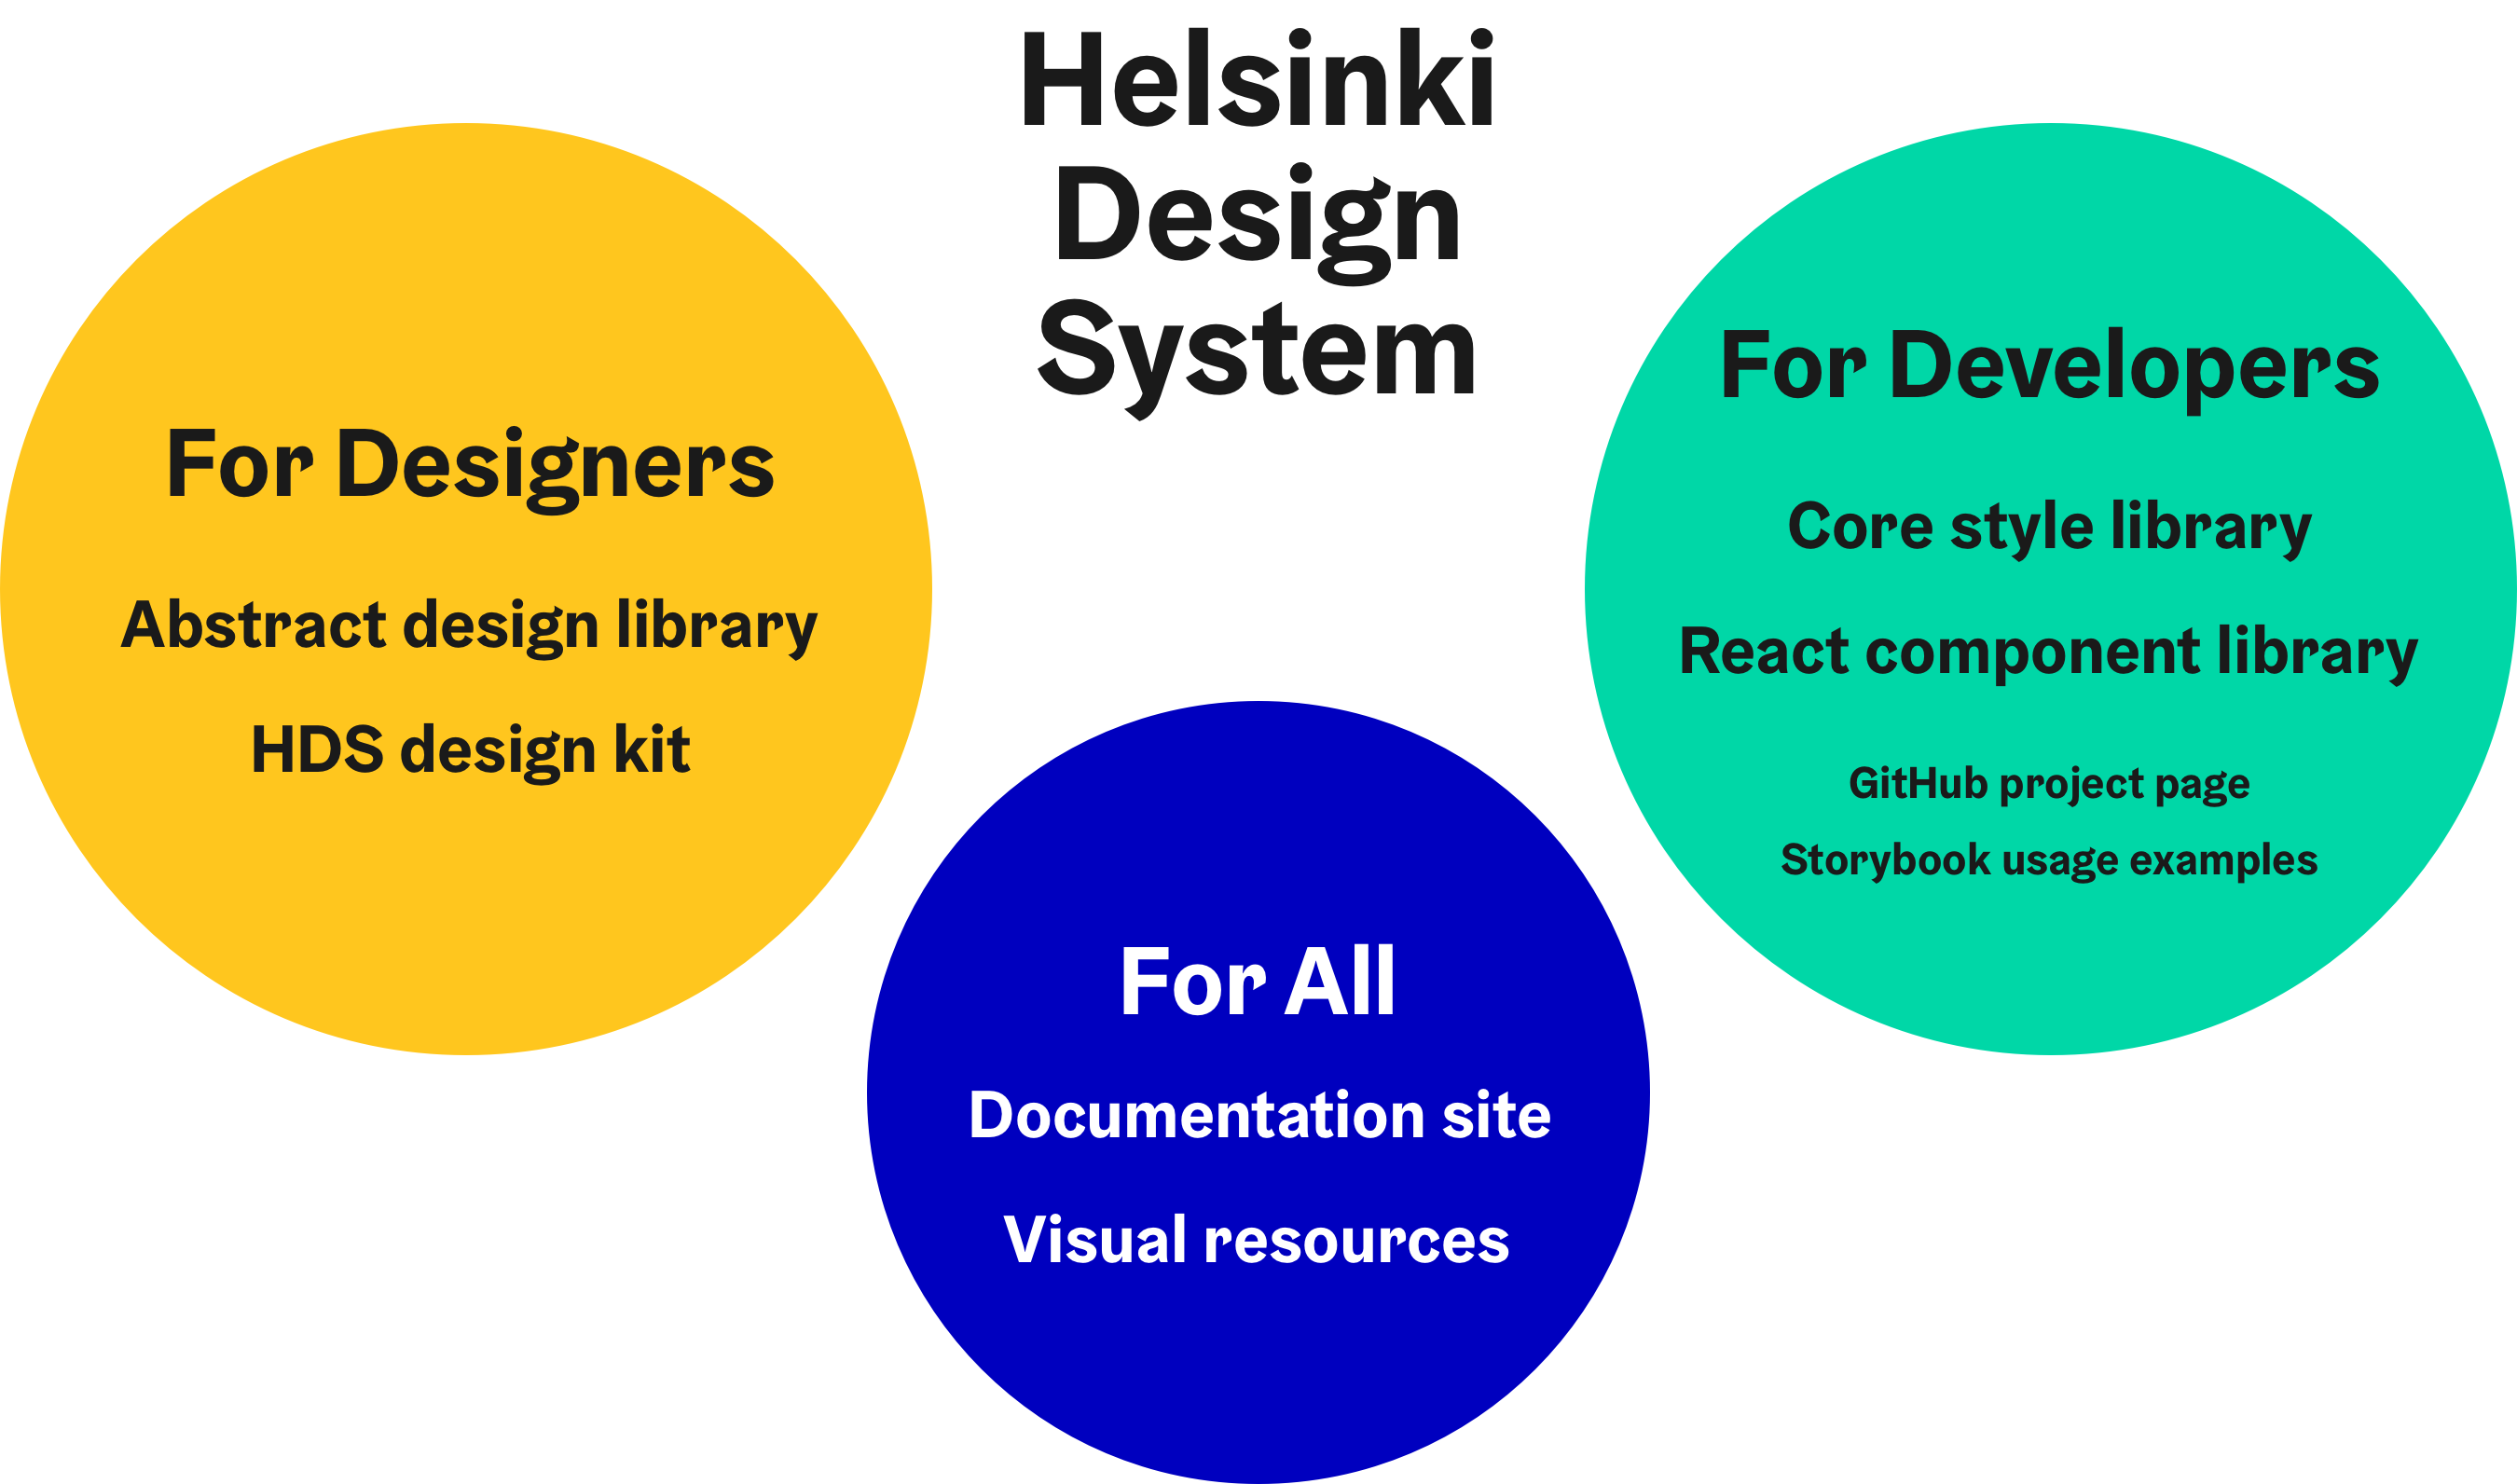 Helsinki
Design
System
For Designers
Abstract design library
HDS design kit
For Developers
Core style library
React component library
GitHub project page
Storybook usage examples
For All
Documentation site
Visual resources